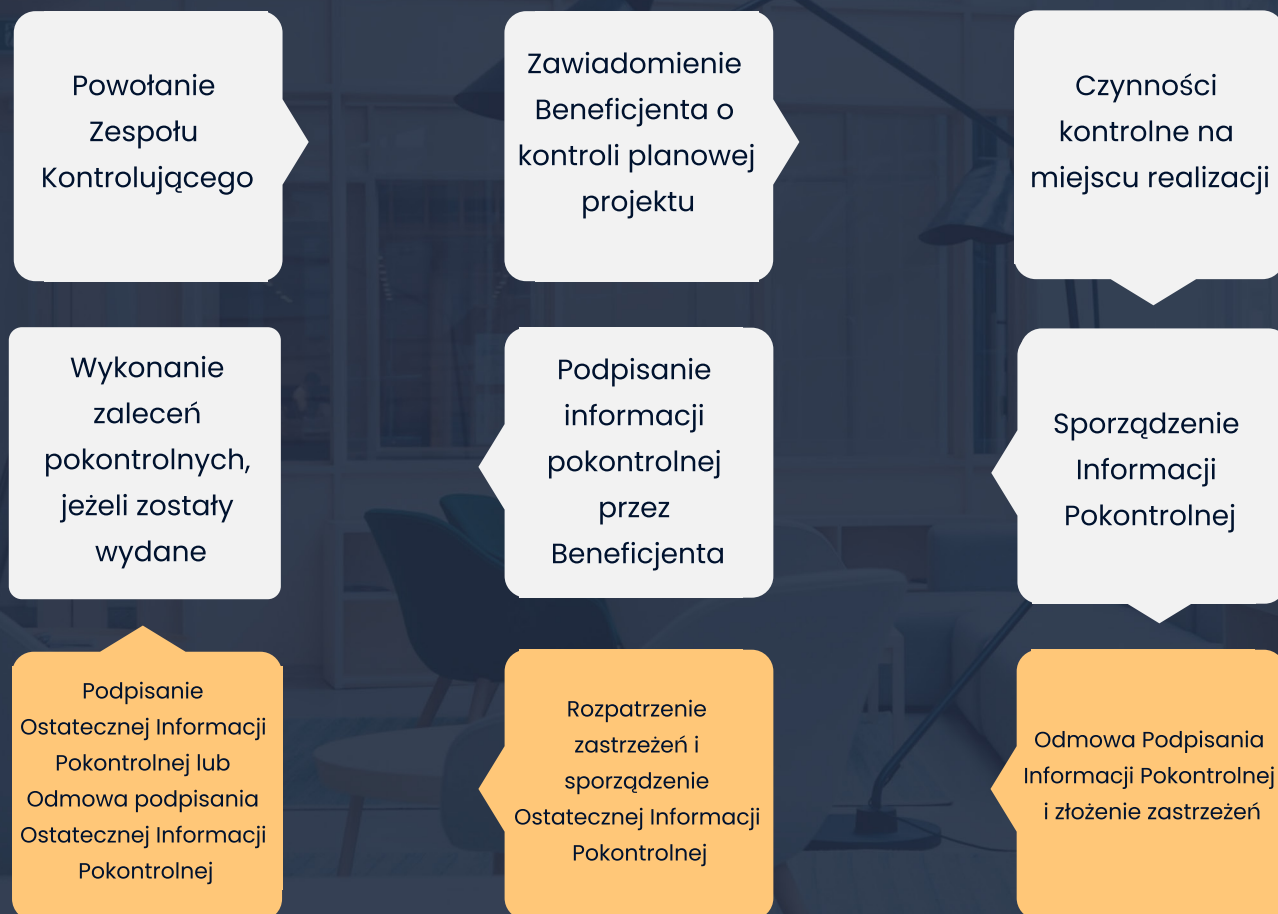 Powołanie
Zespołu
Kontrolującego
Zawiadomienie
Beneficjenta o
kontroli planowej
projektu
Czynności
kontrolne na
miejscu realizacji
Wykonanie
zaleceń
pokontrolnych,
jeżeli zostały
wydane
Podpisanie
informacji
pokontrolnej
przez
Beneficjenta
Sporządzenie
Informacji
Pokontrolnej
Podpisanie
Ostatecznej Informacji
Pokontrolnej lub
Odmowa podpisania
Ostatecznej Informacji
Pokontrolnej
Rozpatrzenie
zastrzeżeń i
sporządzenie
Ostatecznej Informacji
Pokontrolnej
Odmowa Podpisania
Informacji Pokontrolnej
i złożenie zastrzeżeń